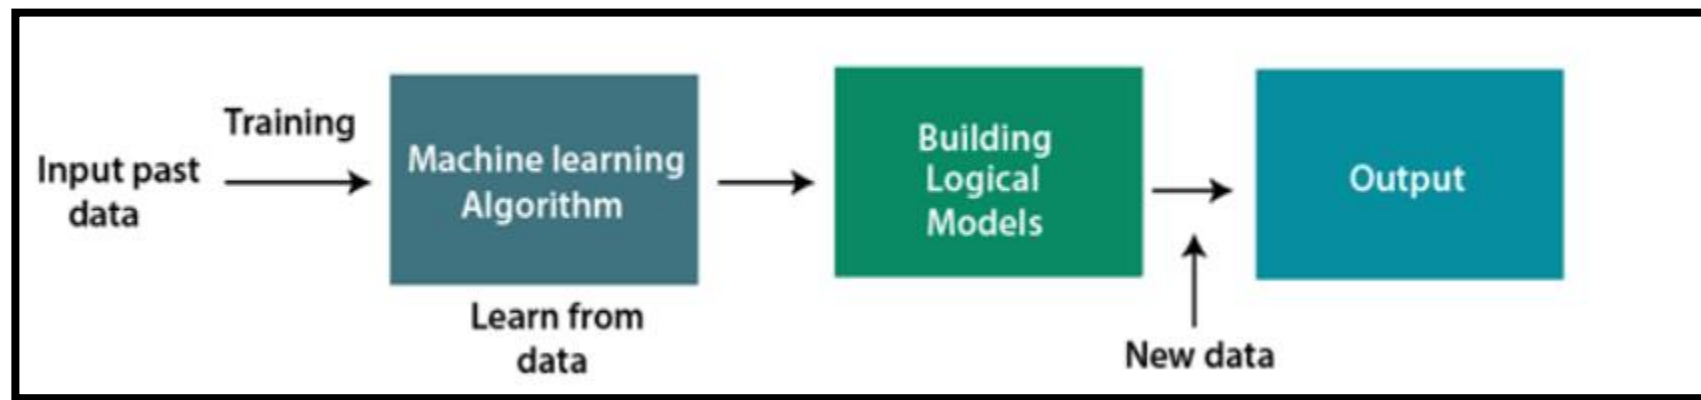 Training
Input past
data
Machine learning
Algorithm
Learn from
data
Building
Logical
Models
New data
Output